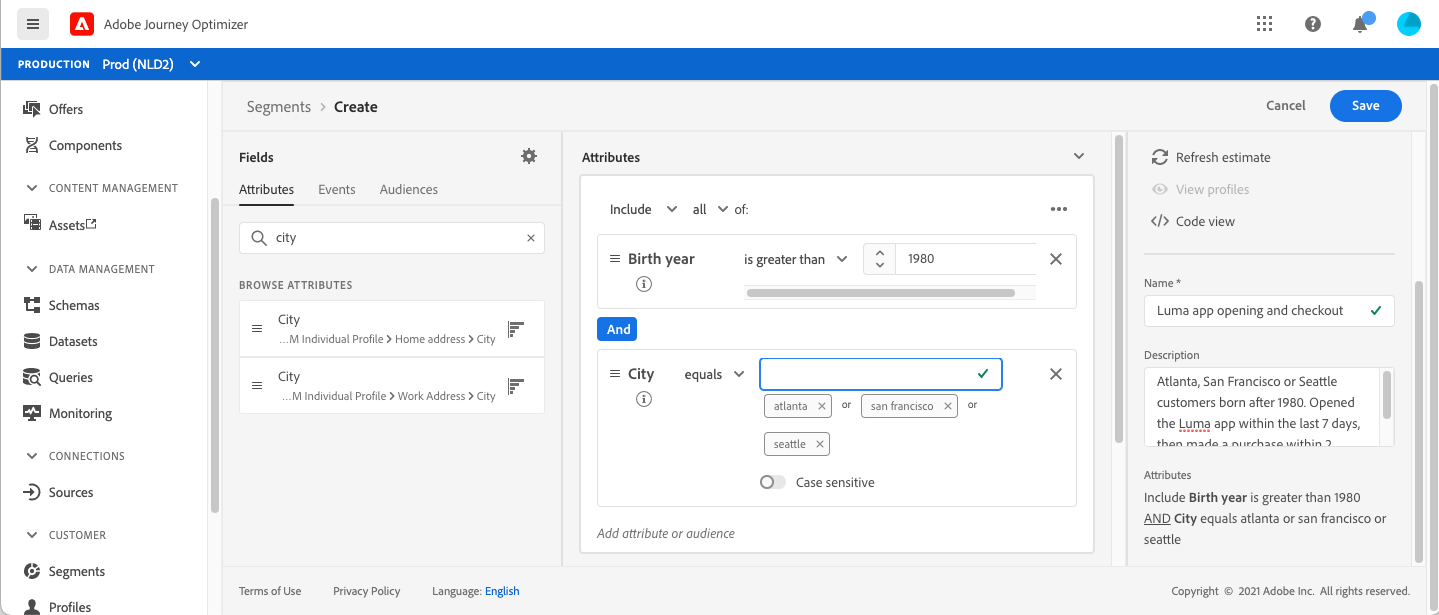 Adobe Journey Optimizer
PRODUCTION Prod (NLD2)
Offers
Components
CONTENT MANAGEMENT
Assets
DATA MANAGEMENT
Schemas
Datasets
Queries
Monitoring
CONNECTIONS
Sources
CUSTOMER
Segments
Profiles
Segments > Create
Cancel
Save
Fields
Attributes Events Audiences
city
BROWSE ATTRIBUTES
City
...M Individual Profile > Home address > City
City
...M Individual Profile > Work Address > City
Attributes
Include all of:
Birth year is greater than 1980
And
City equals
atlanta or san francisco or
seattle
Case sensitive
Add attribute or audience
Refresh estimate
View profiles
</> Code view
Name *
Luma app opening and checkout
Description
Atlanta, San Francisco or Seattle
customers born after 1980. Opened
the Luma app within the last 7 days,
then made a purchase within 2
Attributes
Include Birth year is greater than 1980
AND City equals atlanta or san francisco or
seattle
Terms of Use Privacy Policy Language: English
Copyright © 2021 Adobe Inc. All rights reserved.